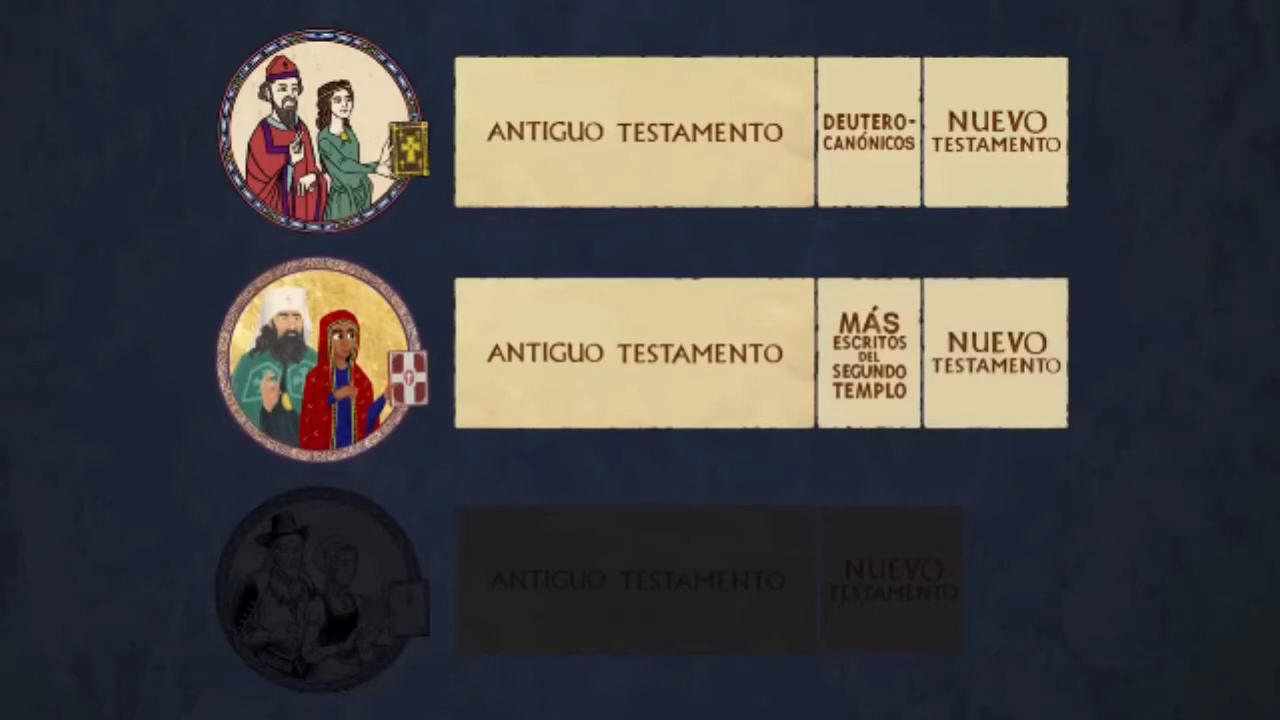 ANTIGUO TESTAMENTO
DEUTERO-
CANÓNICOS
NUEVO
TESTAMENTO
ANTIGUO TESTAMENTO
MÁS
ESCRITOS
DEL
SEGUNDO
TEMPLO
NUEVO
TESTAMENTO
ANTIGUO TESTAMENTO
NUEVO
TESTAMENTO